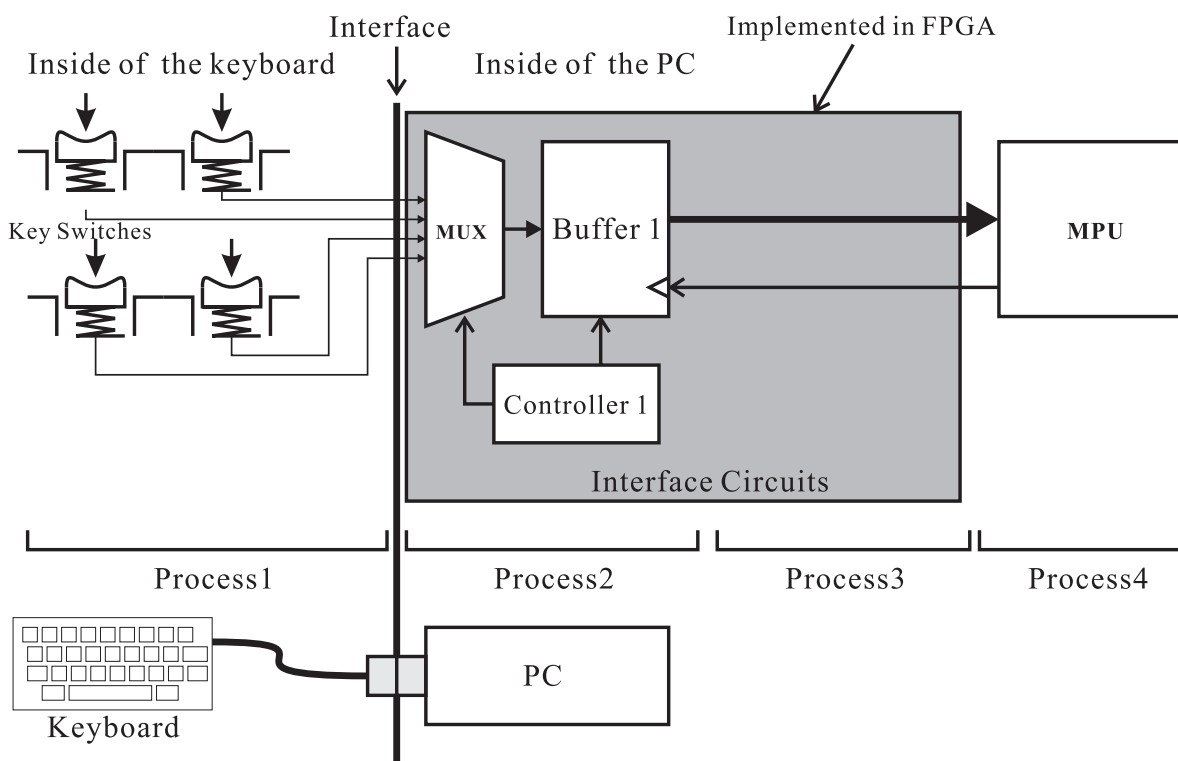 Interface
Implemented in FPGA
Inside of the keyboard
Inside of the PC
Key Switches
MUX
Buffer 1
MPU
Controller 1
Interface Circuits
Process1
Process2
Process3
Process4
PC
Keyboard